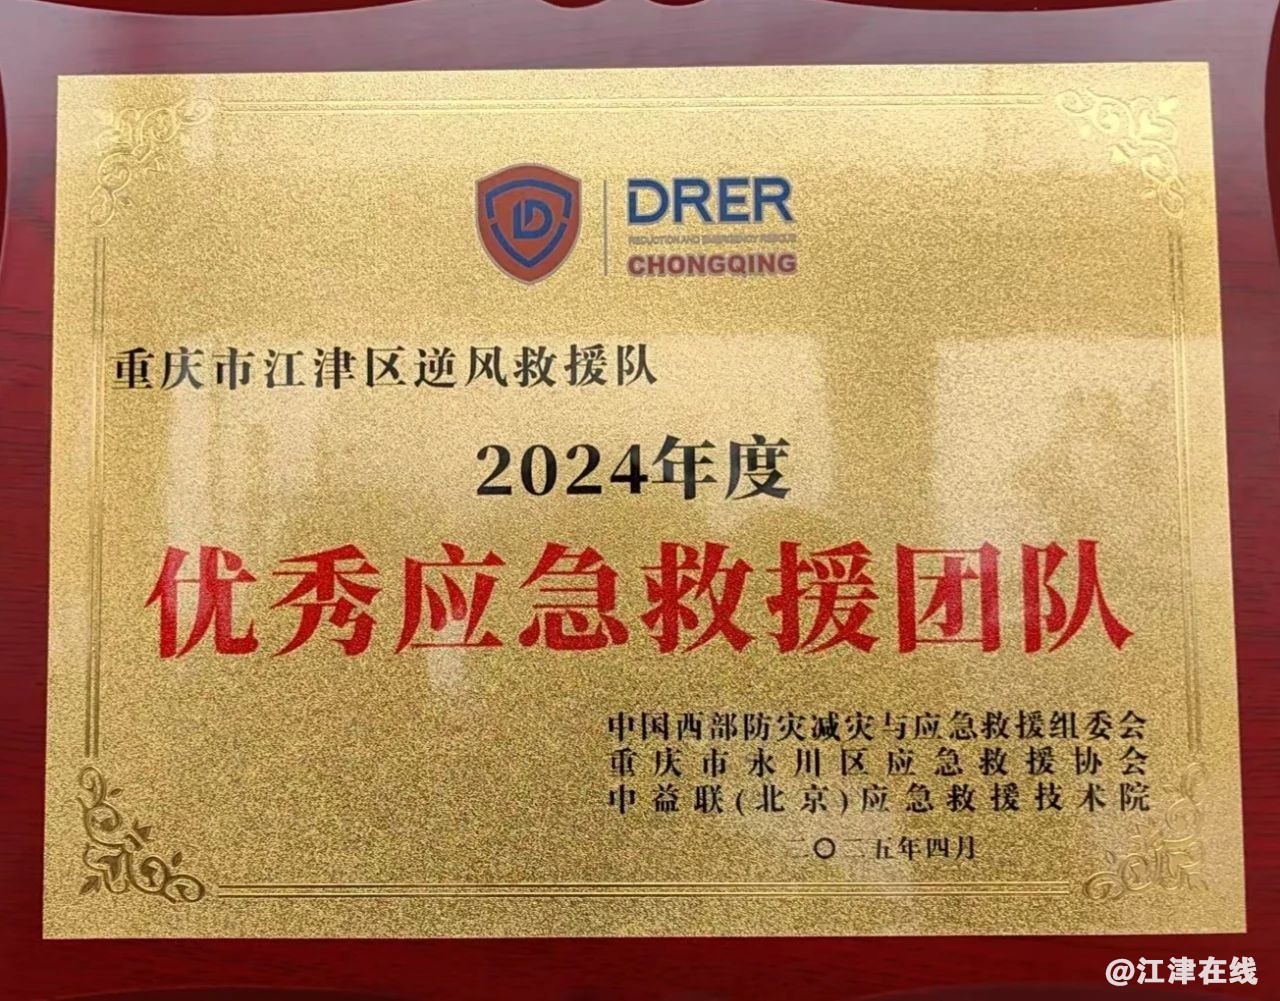 DRER
REDUCTION AND EMERGENCY RESCUE
CHONGQING
重庆市江津区逆风救援队
2024年度
优秀应急救援团队
中国西部防灾减灾与应急救援组委会
重庆市永川区应急救援协会
中益联(北京)应急救援技术院
二〇二五年四月
@江津在线